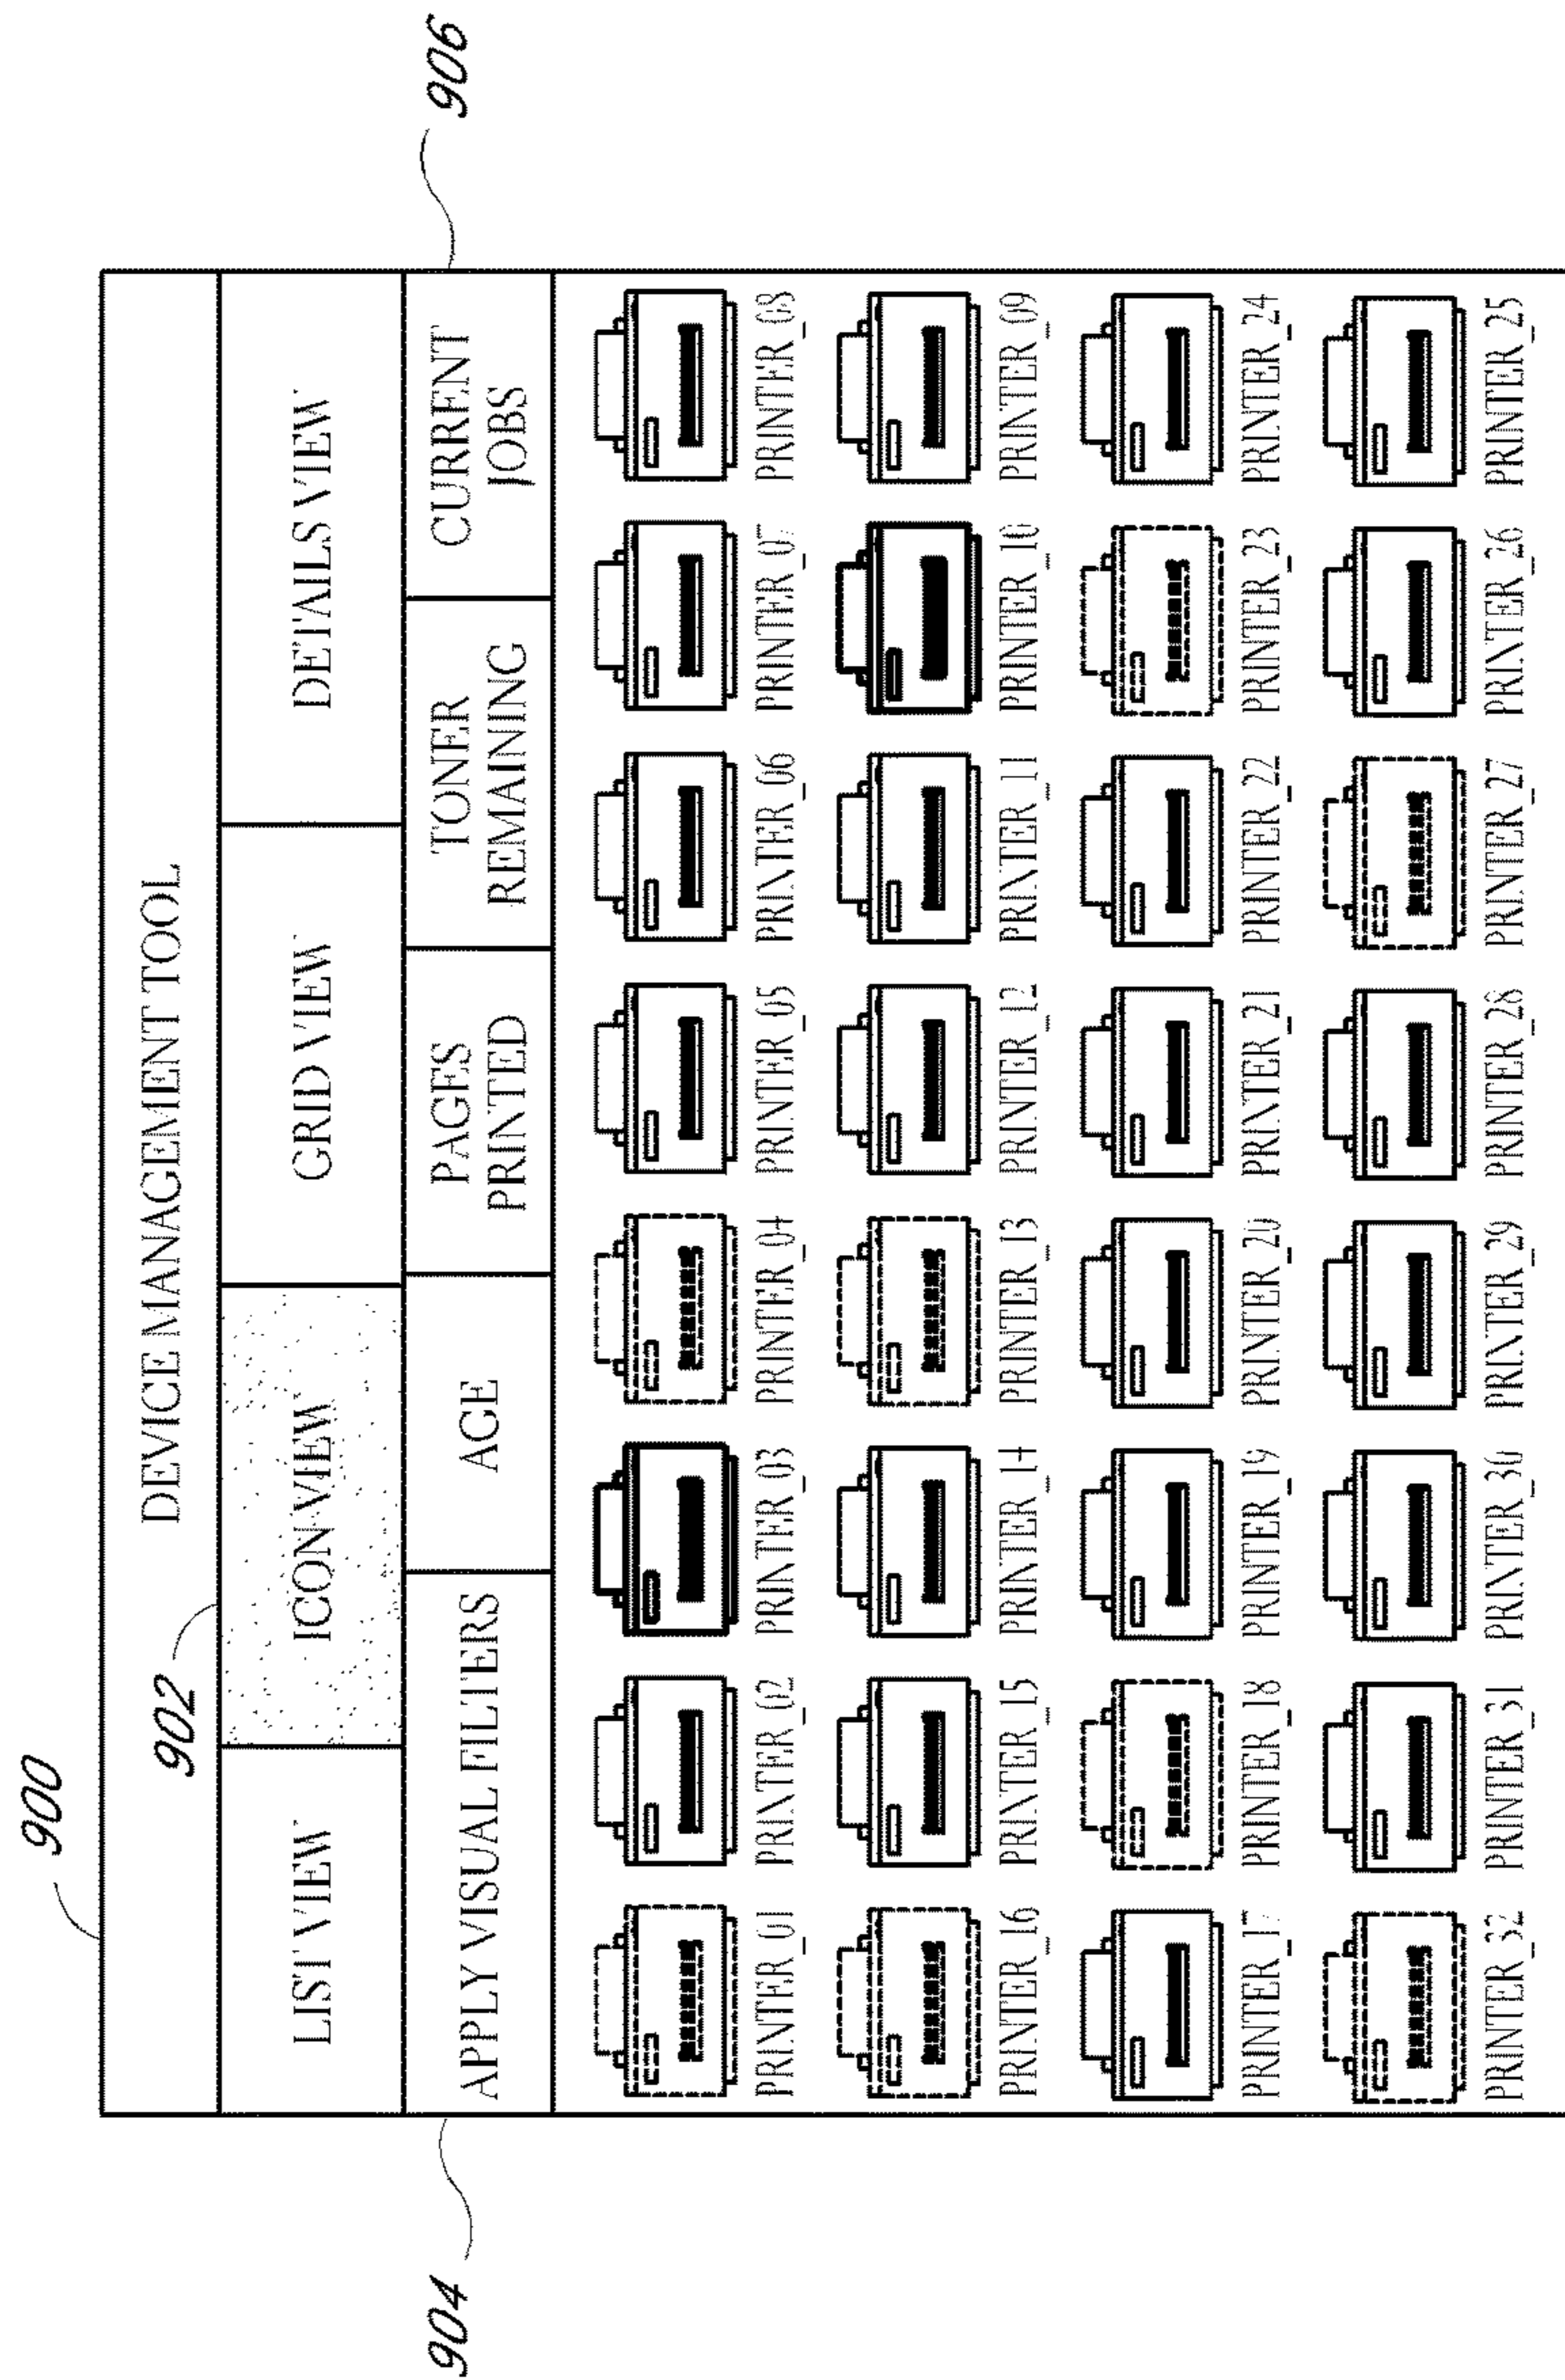 900
DEVICE MANAGEMENT TOOL
902
LIST VIEW
ICON VIEW
GRID VIEW
DETAILS VIEW
904
APPLY VISUAL FILTERS
AGE
PAGES
PRINTED
TONER
REMAINING
CURRENT
JOBS
906
PRINTER_01 PRINTER_02 PRINTER_03 PRINTER_04 PRINTER_05 PRINTER_06 PRINTER_07 PRINTER_08
PRINTER_16 PRINTER_15 PRINTER_14 PRINTER_13 PRINTER_12 PRINTER_11 PRINTER_10 PRINTER_09
PRINTER_17 PRINTER_18 PRINTER_19 PRINTER_20 PRINTER_21 PRINTER_22 PRINTER_23 PRINTER_24
PRINTER_32 PRINTER_31 PRINTER_30 PRINTER_29 PRINTER_28 PRINTER_27 PRINTER_26 PRINTER_25